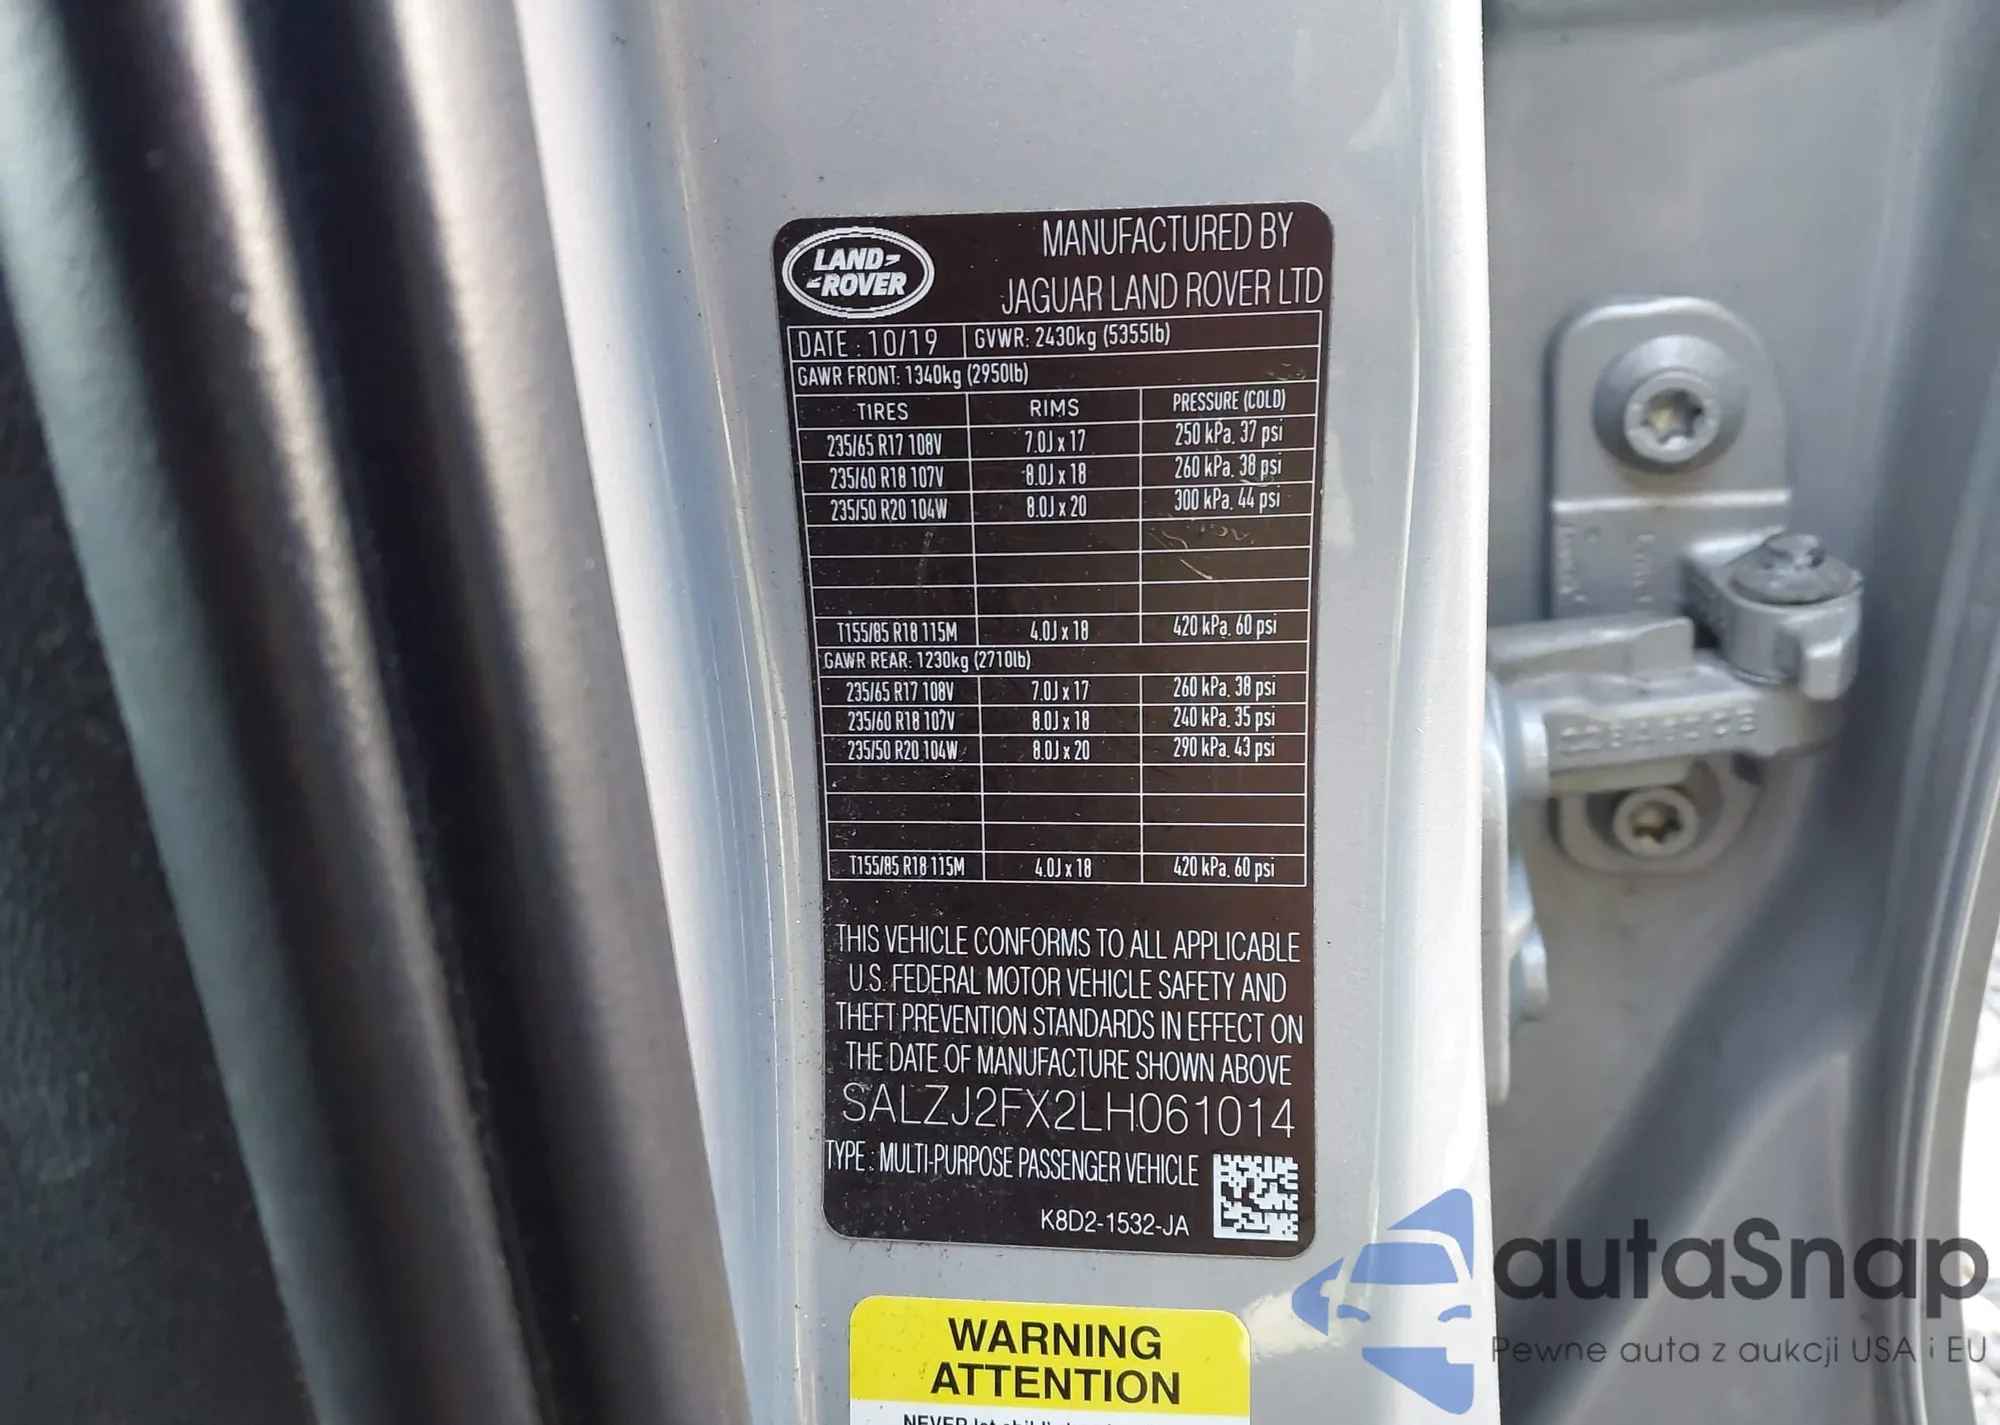 LAND
ROVER
MANUFACTURED BY
JAGUAR LAND ROVER LTD
DATE : 10/19 GVWR: 2430kg (5355lb)
GAWR FRONT: 1340kg (2950lb)
TIRES RIMS PRESSURE (COLD)
235/65 R17 108V 7.0J x 17 250 kPa. 37 psi
235/60 R18 107V 8.0J x 18 260 kPa. 38 psi
235/50 R20 104W 8.0J x 20 300 kPa. 44 psi
T155/85 R18 115M 4.0J x 18 420 kPa. 60 psi
GAWR REAR: 1230kg (2710lb)
235/65 R17 108V 7.0J x 17 260 kPa. 38 psi
235/60 R18 107V 8.0J x 18 240 kPa. 35 psi
235/50 R20 104W 8.0J x 20 290 kPa. 43 psi
T155/85 R18 115M 4.0J x 18 420 kPa. 60 psi
THIS VEHICLE CONFORMS TO ALL APPLICABLE
U.S. FEDERAL MOTOR VEHICLE SAFETY AND
THEFT PREVENTION STANDARDS IN EFFECT ON
THE DATE OF MANUFACTURE SHOWN ABOVE
SALZJ2FX2LH061014
TYPE : MULTI-PURPOSE PASSENGER VEHICLE
K8D2-1532-JA
WARNING
ATTENTION
NEVER
autaSnap
Pewne auta z aukcji USA i EU